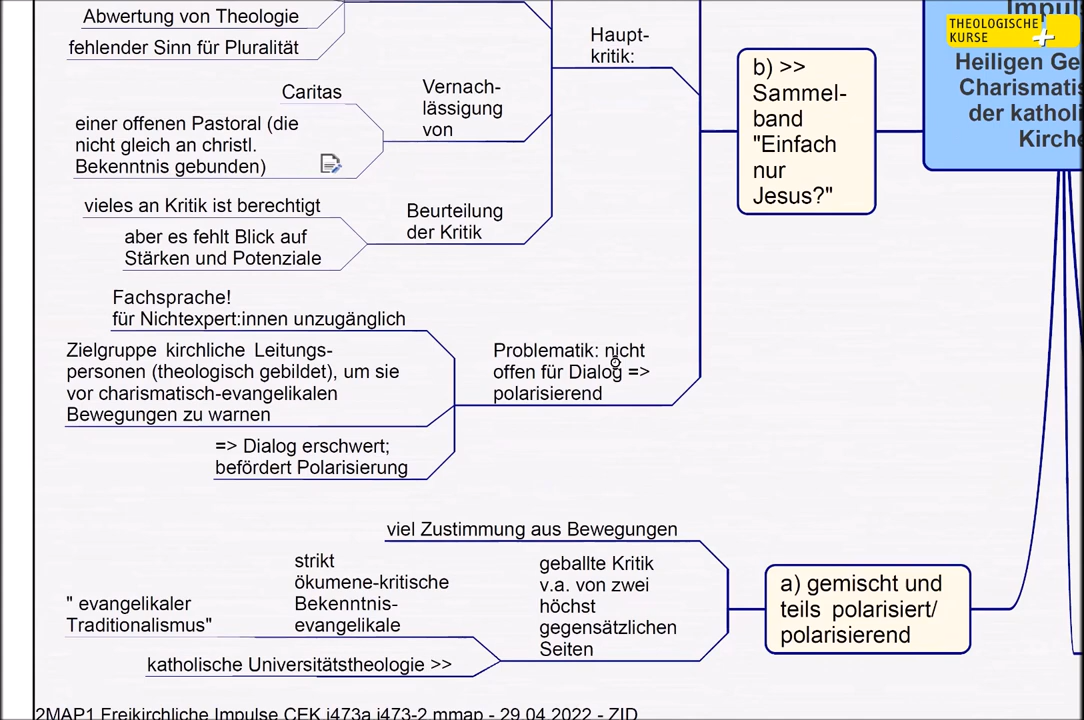 Abwertung von Theologie
fehlender Sinn für Pluralität
Caritas
einer offenen Pastoral (die
nicht gleich an christl.
Bekenntnis gebunden)
Vernach-
lässigung
von
Haupt-
kritik:
vieles an Kritik ist berechtigt
aber es fehlt Blick auf
Stärken und Potenziale
Beurteilung
der Kritik
Fachsprache!
für Nichtexpert:innen unzugänglich
Zielgruppe kirchliche Leitungs-
personen (theologisch gebildet), um sie
vor charismatisch-evangelikalen
Bewegungen zu warnen
=> Dialog erschwert;
befördert Polarisierung
Problematik: nicht
offen für Dialog =>
polarisierend
b) >>
Sammel-
band
"Einfach
nur
Jesus?"
THEOLOGISCHE
KURSE
Heiligen Ge
Charismatis
der katholi
Kirche
viel Zustimmung aus Bewegungen
" evangelikaler
Traditionalismus"
strikt
ökumene-kritische
Bekenntnis-
evangelikale
katholische Universitätstheologie >>
geballte Kritik
v.a. von zwei
höchst
gegensätzlichen
Seiten
a) gemischt und
teils polarisiert/
polarisierend
2MAP1 Freikirchliche Impulse CEK j473a j473-2 mmap - 29.04.2022 - ZID